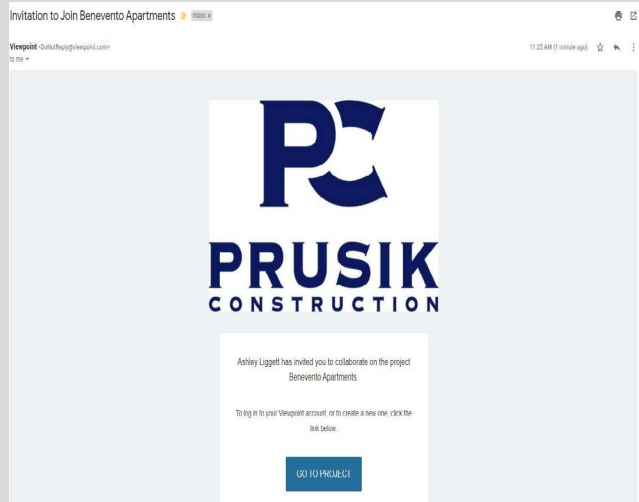 Invitation to Join Benevento Apartments Inbox x
Viewpoint <DoNotReply@viewpoint.com> 11:25 AM (1 minute ago)
to me
PC
PRUSIK
CONSTRUCTION
Ashley Liggett has invited you to collaborate on the project
Benevento Apartments.
To log in to your Viewpoint account, or to create a new one, click the
link below.
GO TO PROJECT